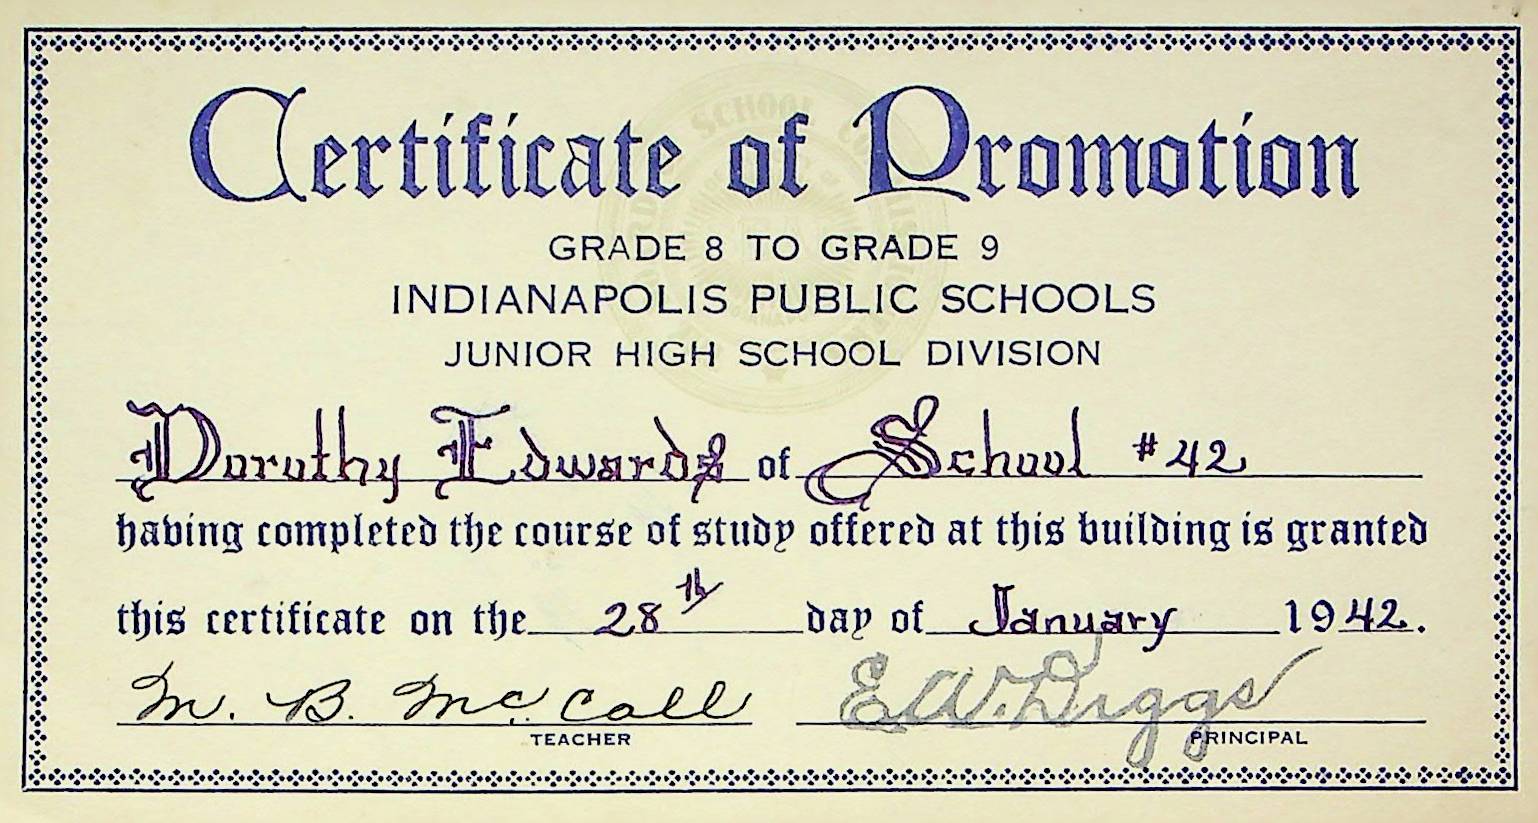 Certificate of Promotion
GRADE 8 TO GRADE 9
INDIANAPOLIS PUBLIC SCHOOLS
JUNIOR HIGH SCHOOL DIVISION
Dorothy Edwards of School #42
having completed the course of study offered at this building is granted
this certificate on the 28th day of January 1942.
M. B. McCall E. W. Diggs
TEACHER PRINCIPAL